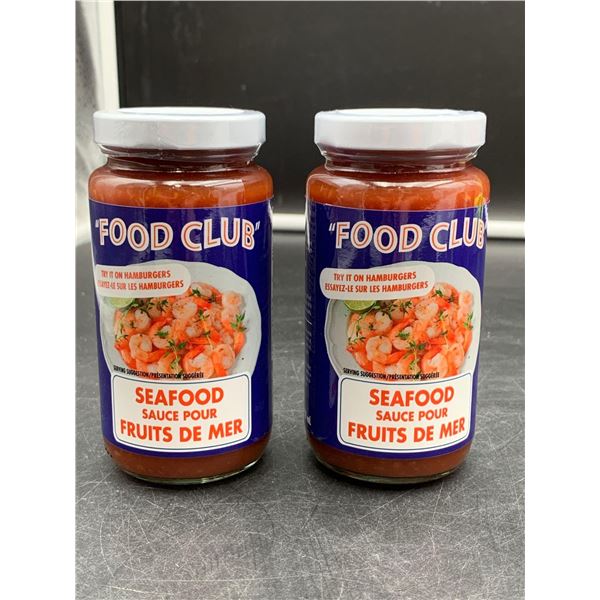 "FOOD CLUB"
TRY IT ON HAMBURGERS
ESSAYEZ-LE SUR LES HAMBURGERS
SERVING SUGGESTION/PRÉSENTATION SUGGÉRÉE
SEAFOOD
SAUCE POUR
FRUITS DE MER
"FOOD CLUB
TRY IT ON HAMBURGERS
ESSAYEZ-LE SUR LES HAMBURGERS
SERVING SUGGESTION/PRÉSENTATION SUGGÉRÉE
SEAFOOD
SAUCE POUR
FRUITS DE MER